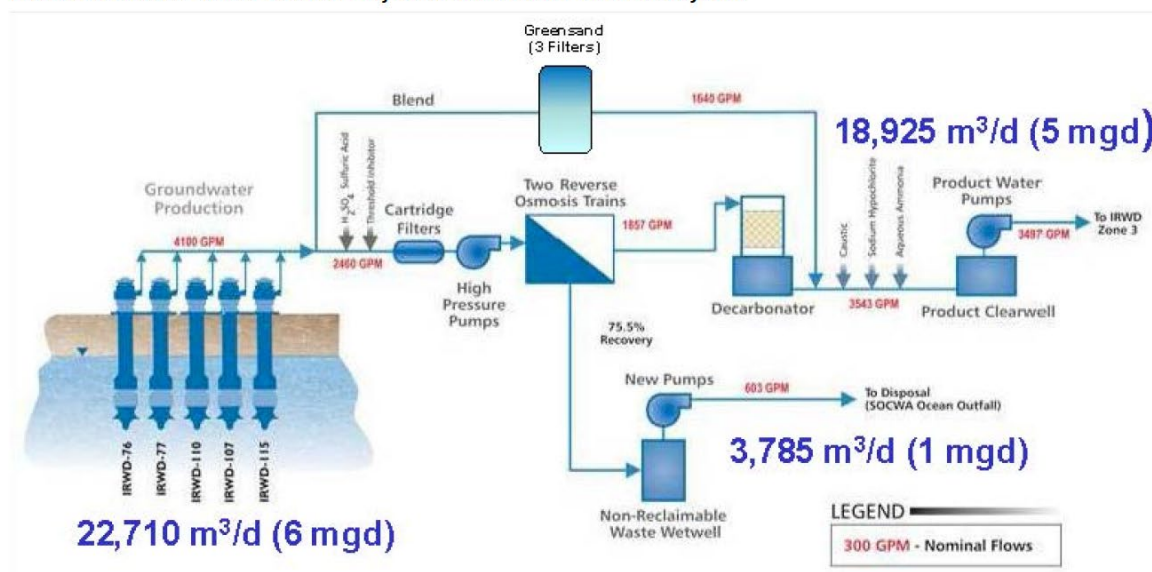 Greensand
(3 Filters)
Blend
1640 GPM
18,925 m³/d (5 mgd)
Groundwater
Production
4100 GPM
H₂SO₄ Sulfuric Acid
Threshold Inhibitor
2460 GPM
Cartridge
Filters
High
Pressure
Pumps
Two Reverse
Osmosis Trains
1857 GPM
75.5%
Recovery
Decarbonator
Caustic
Sodium Hypochlorite
Aqueous Ammonia
3543 GPM
Product Water
Pumps
3497 GPM
To IRWD
Zone 3
Product Clearwell
New Pumps
603 GPM
To Disposal
(SOCWA Ocean Outfall)
3,785 m³/d (1 mgd)
Non-Reclaimable
Waste Wetwell
IRWD-76
IRWD-77
IRWD-110
IRWD-107
IRWD-115
22,710 m³/d (6 mgd)
LEGEND
300 GPM - Nominal Flows